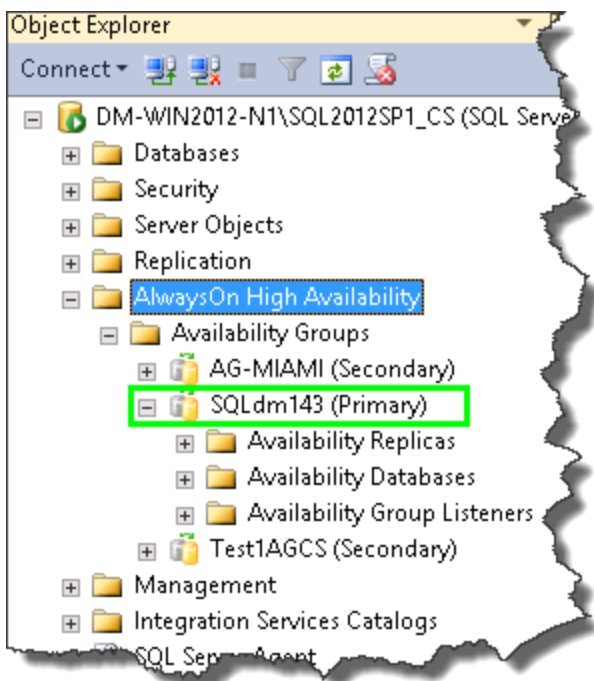 Object Explorer
Connect
DM-WIN2012-N1\SQL2012SP1_CS (SQL Server
Databases
Security
Server Objects
Replication
AlwaysOn High Availability
Availability Groups
AG-MIAMI (Secondary)
SQLdm143 (Primary)
Availability Replicas
Availability Databases
Availability Group Listeners
Test1AGCS (Secondary)
Management
Integration Services Catalogs
SQL Server Agent